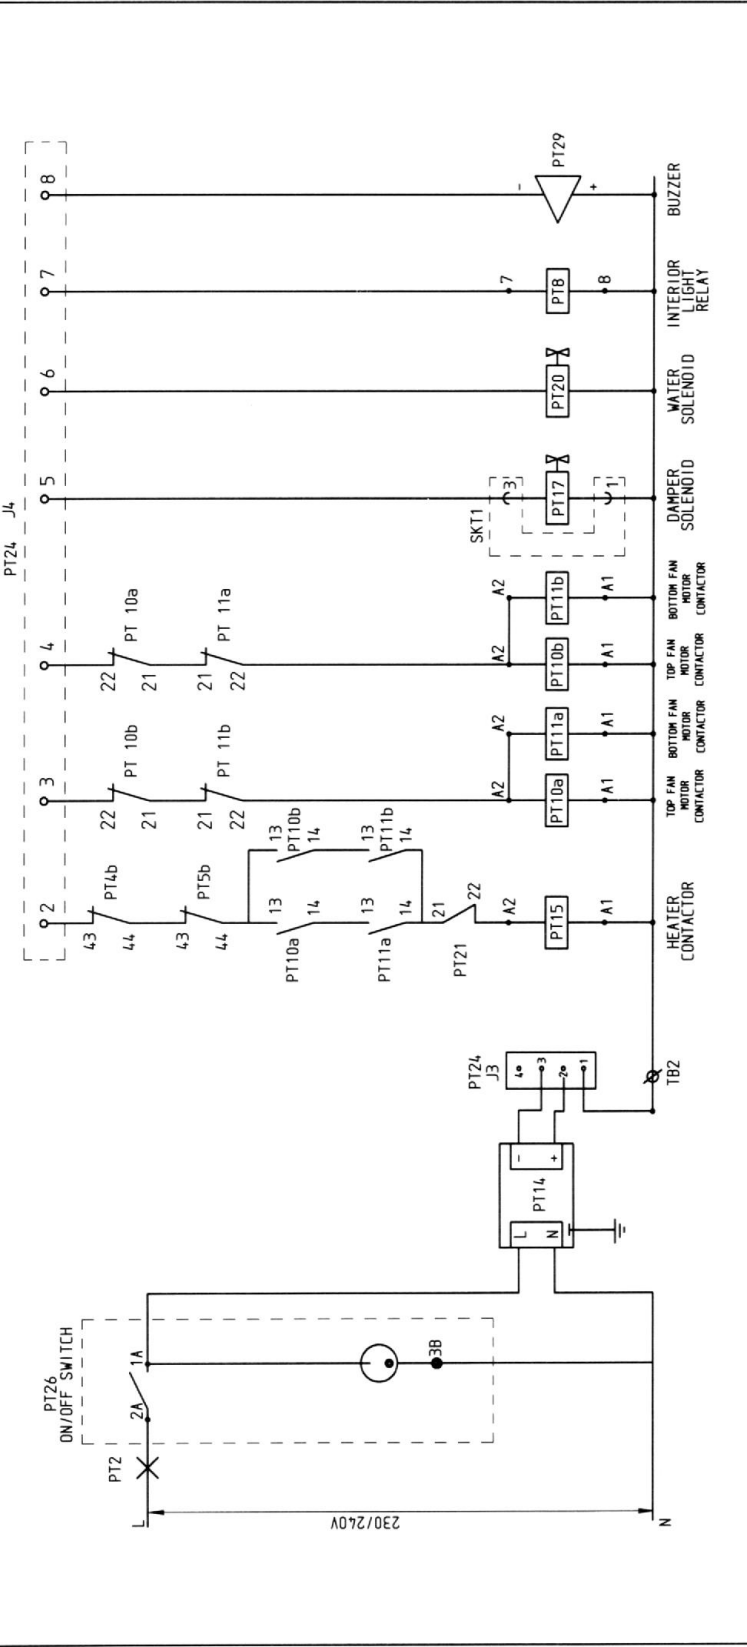 L
230/240V
N
PT2
PT26
ON/OFF SWITCH
2A
1A
3B
L
N
PT14
-
+
PT24
J3
4
3
2
1
TB2
PT24
J4
2
3
4
5
6
7
8
PT4b
43
44
PT5b
43
44
13
PT10a
14
13
PT10b
14
13
PT11a
14
13
PT11b
14
21
22
PT21
A2
PT15
A1
HEATER
CONTACTOR
22
PT 10b
21
21
PT 11b
22
A2
PT10a
A1
TOP FAN
MOTOR
CONTACTOR
A2
PT11a
A1
BOTTOM FAN
MOTOR
CONTACTOR
22
PT 10a
21
21
PT 11a
22
A2
PT10b
A1
TOP FAN
MOTOR
CONTACTOR
A2
PT11b
A1
BOTTOM FAN
MOTOR
CONTACTOR
SKT1
3
PT17
1
DAMPER
SOLENOID
PT20
WATER
SOLENOID
7
PT8
8
INTERIOR
LIGHT
RELAY
-
PT29
+
BUZZER